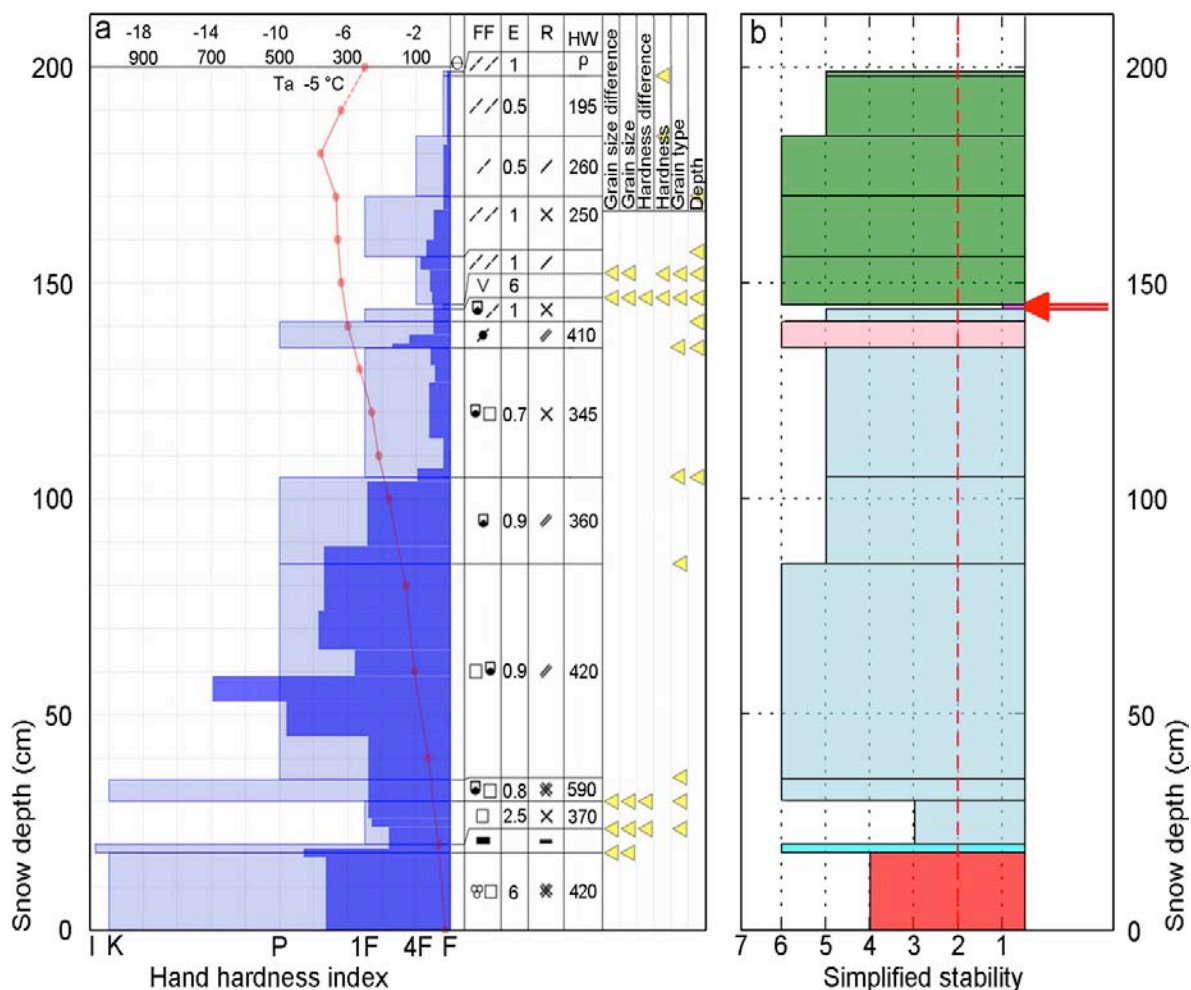 a -18 -14 -10 -6 -2 FF E R HW
900 700 500 300 100 θ ρ
Ta -5 °C
Grain size difference
Grain size
Hardness difference
Hardness
Grain type
Depth
1
0.5 195
0.5 260
1 250
1
6
1
410
0.7 345
0.9 360
0.9 420
0.8 590
2.5 370
6 420
200
150
100
50
0
Snow depth (cm)
I K P 1F 4F F
Hand hardness index
b
200
150
100
50
0
Snow depth (cm)
7 6 5 4 3 2 1
Simplified stability